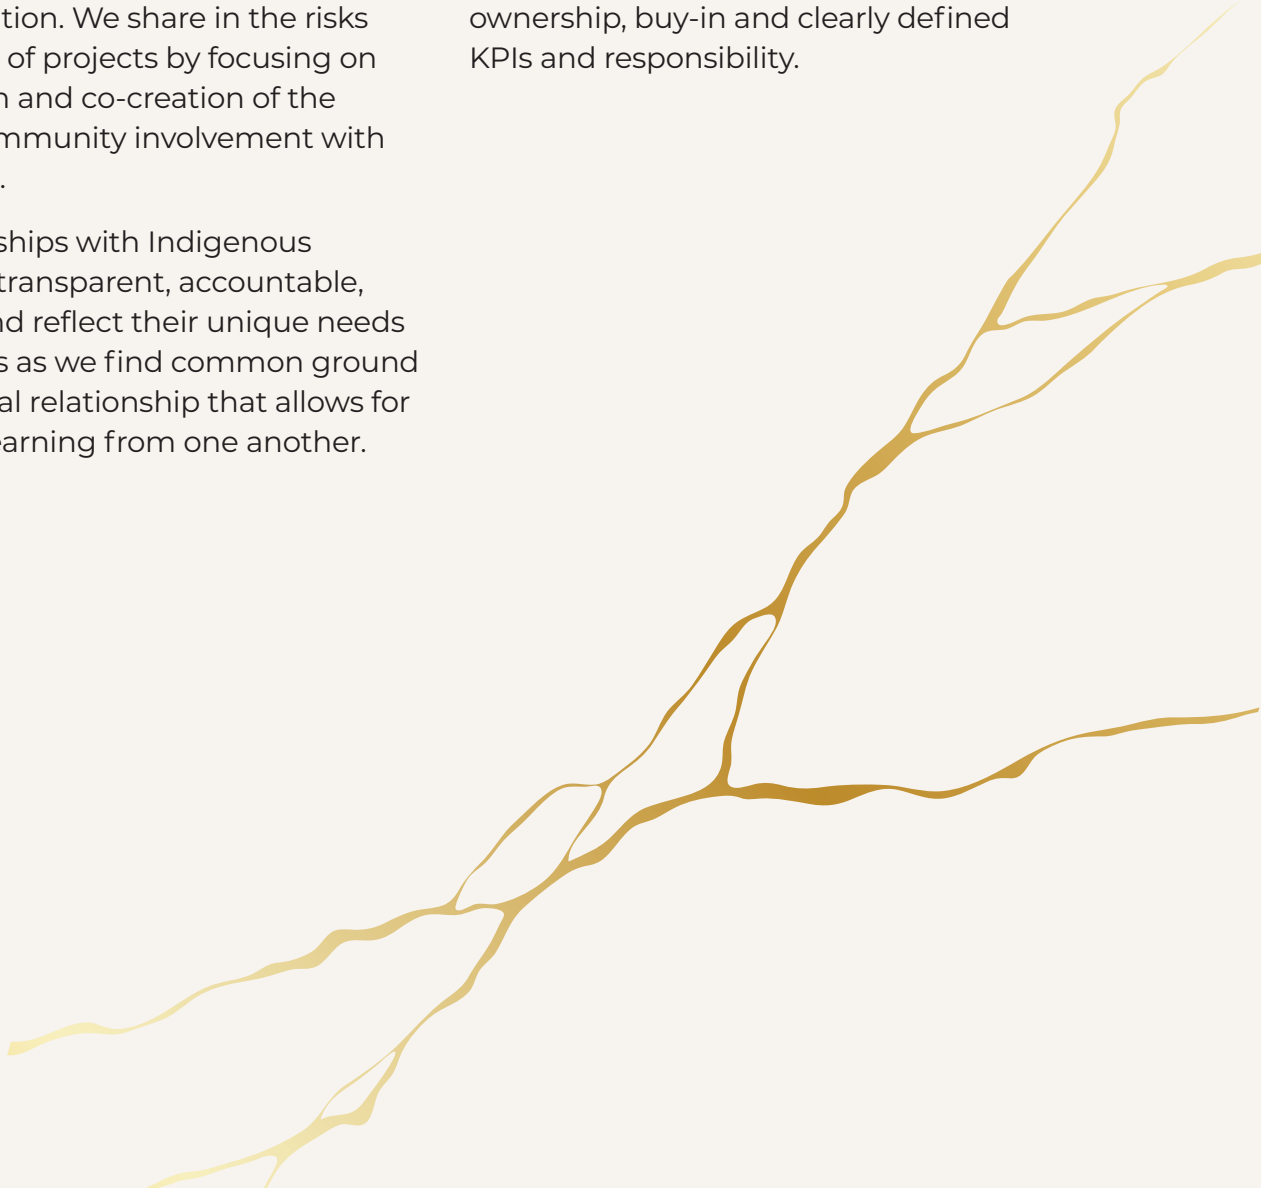 tion. We share in the risks
of projects by focusing on
and co-creation of the
mmunity involvement with
.
ships with Indigenous
transparent, accountable,
nd reflect their unique needs
s as we find common ground
al relationship that allows for
earning from one another.
ownership, buy-in and clearly defined
KPIs and responsibility.